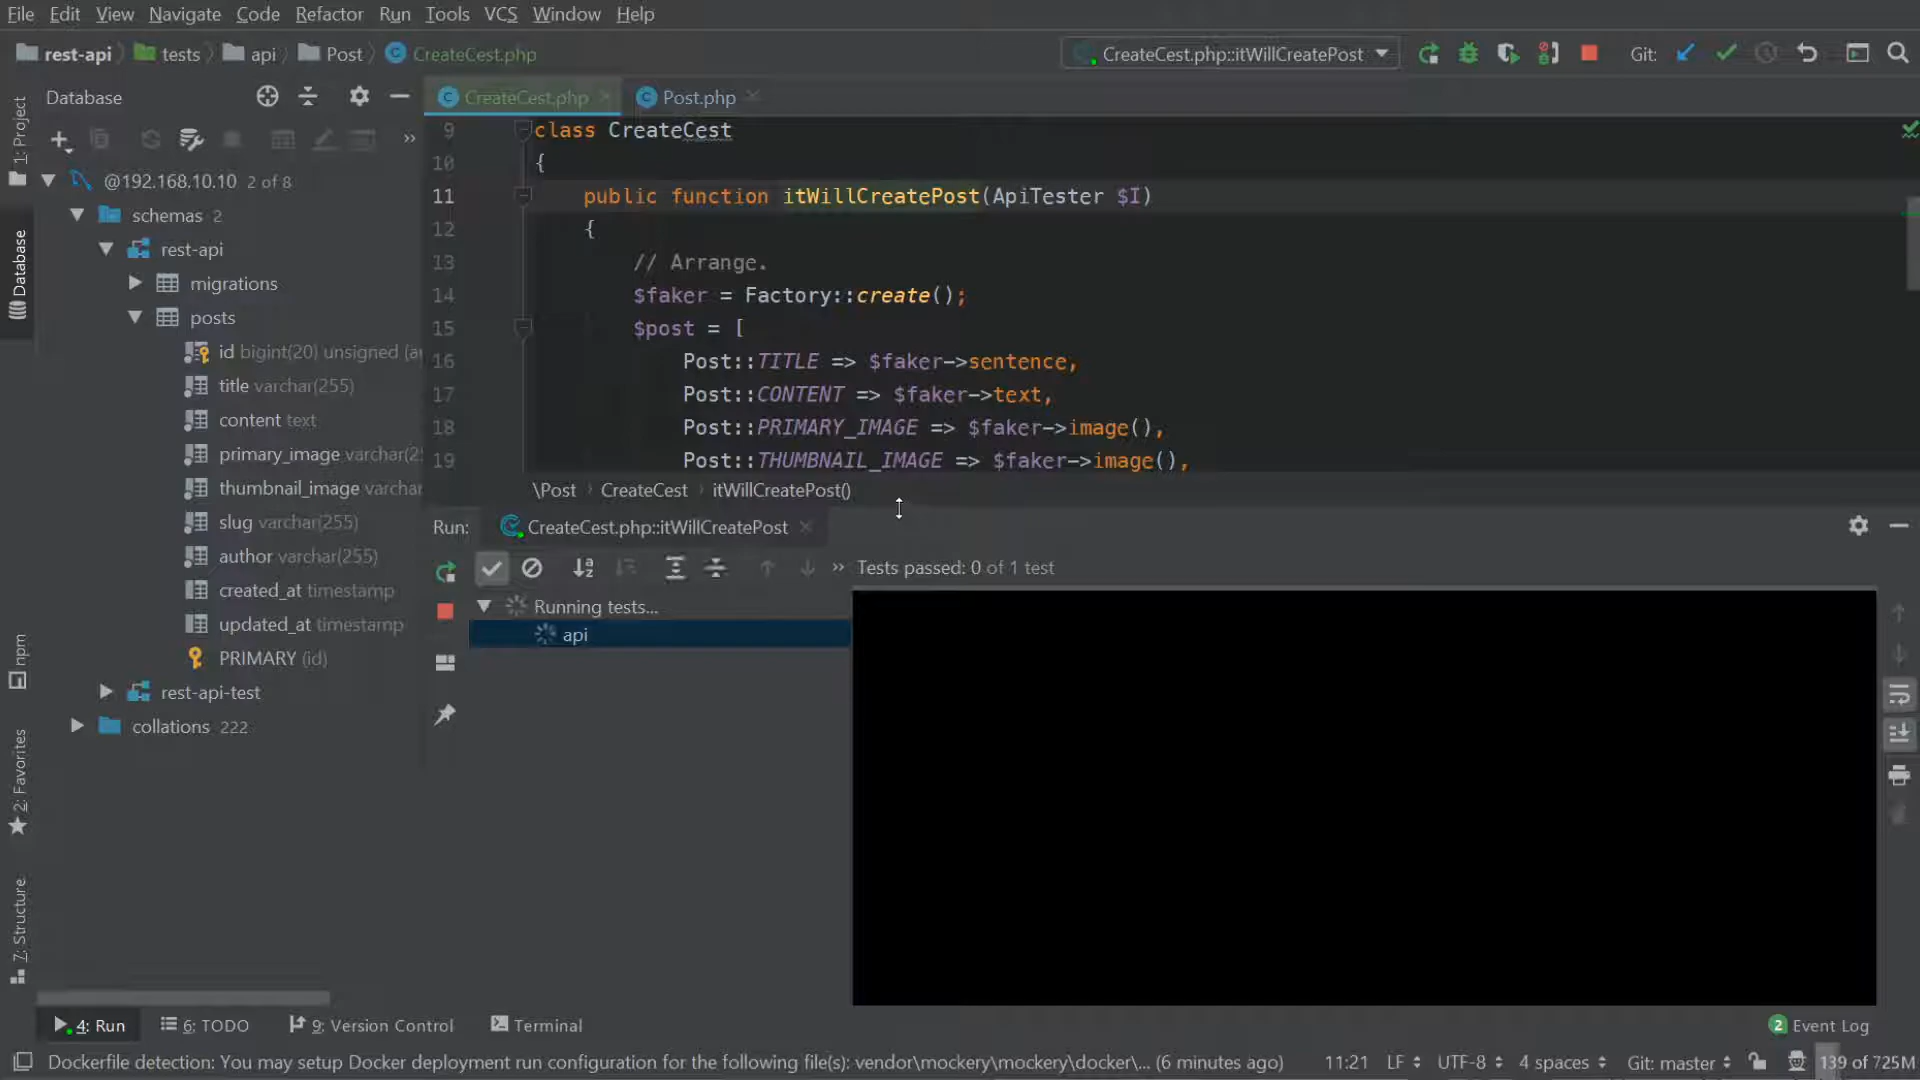 File Edit View Navigate Code Refactor Run Tools VCS Window Help
rest-api tests api Post CreateCest.php
CreateCest.php::itWillCreatePost
Git:
Database
CreateCest.php Post.php
1: Project
Database
npm
2: Favorites
7: Structure
@192.168.10.10 2 of 8
schemas 2
rest-api
migrations
posts
id bigint(20) unsigned (au
title varchar(255)
content text
primary_image varchar(2
thumbnail_image varchar
slug varchar(255)
author varchar(255)
created_at timestamp
updated_at timestamp
PRIMARY (id)
rest-api-test
collations 222
9 class CreateCest
10 {
11 public function itWillCreatePost(ApiTester $I)
12 {
13 // Arrange.
14 $faker = Factory::create();
15 $post = [
16 Post::TITLE => $faker->sentence,
17 Post::CONTENT => $faker->text,
18 Post::PRIMARY_IMAGE => $faker->image(),
19 Post::THUMBNAIL_IMAGE => $faker->image(),
\Post CreateCest itWillCreatePost()
Run: CreateCest.php::itWillCreatePost
Tests passed: 0 of 1 test
Running tests...
api
4: Run 6: TODO 9: Version Control Terminal 2 Event Log
Dockerfile detection: You may setup Docker deployment run configuration for the following file(s): vendor\mockery\mockery\docker\... (6 minutes ago) 11:21 LF UTF-8 4 spaces Git: master 139 of 725M